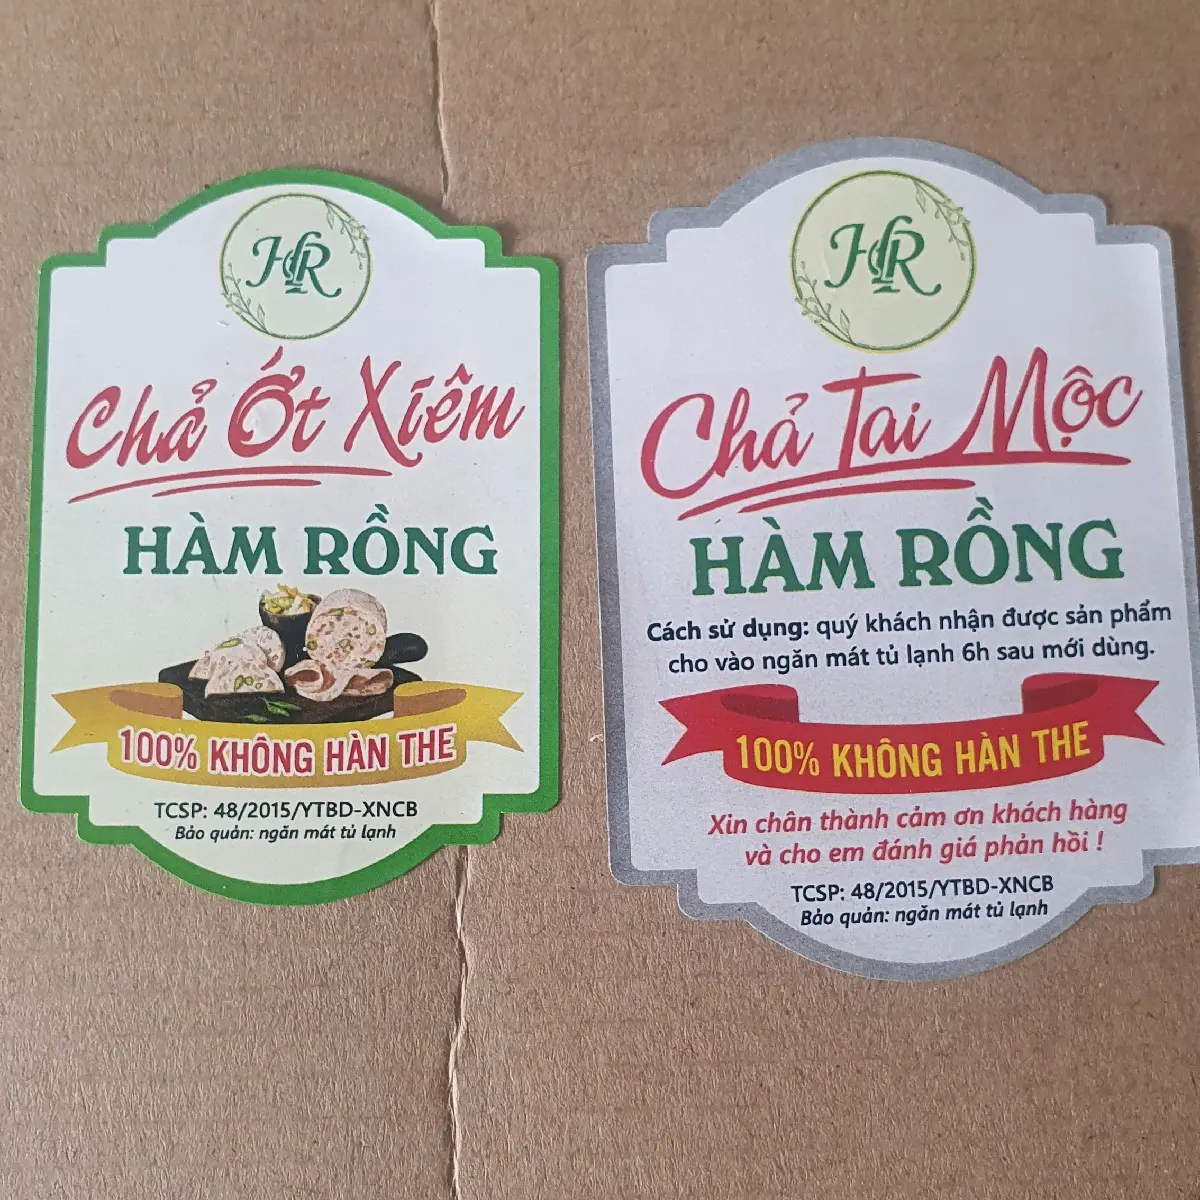 HR
Chả Ớt Xiêm
HÀM RỒNG
100% KHÔNG HÀN THE
TCSP: 48/2015/YTBD-XNCB
Bảo quản: ngăn mát tủ lạnh
HR
Chả Tai Mộc
HÀM RỒNG
Cách sử dụng: quý khách nhận được sản phẩm
cho vào ngăn mát tủ lạnh 6h sau mới dùng.
100% KHÔNG HÀN THE
Xin chân thành cảm ơn khách hàng
và cho em đánh giá phản hồi !
TCSP: 48/2015/YTBD-XNCB
Bảo quản: ngăn mát tủ lạnh